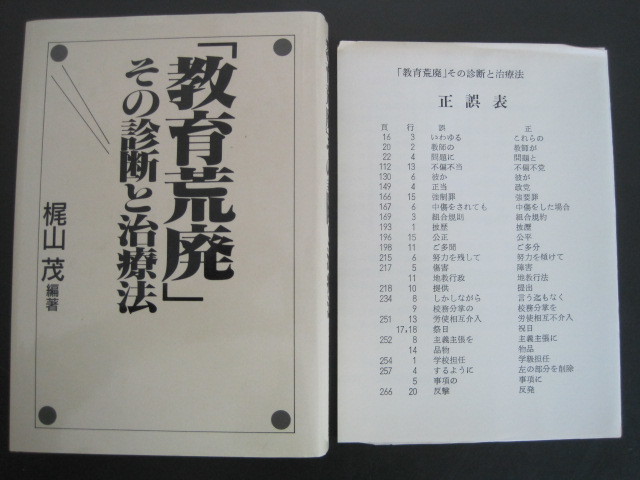 「教育荒廃」
その診断と治療法
梶山 茂 編著
「教育荒廃」その診断と治療法
正誤表
頁 行 誤 正
16 3 いわゆる これらの
20 2 教師の 教師が
22 4 問題に 問題と
112 13 不偏不当 不偏不党
130 6 彼か 彼が
149 4 正当 政党
166 15 強制罪 強要罪
167 6 中傷をされても 中傷をした場合
169 3 組合規則 組合規約
193 1 抜歴 披瀝
196 15 公正 公平
198 11 ご多聞 ご多分
215 6 努力を残して 努力を傾けて
217 5 傷害 障害
11 地教行政 地教行法
218 10 提供 提出
234 8 しかしながら 言う迄もなく
9 校務分掌の 校務分掌を
251 13 労使相互介入 労使相互不介入
17,18 祭日 祝日
252 8 主義主張を 主義主張に
14 品物 物品
254 1 学校担任 学級担任
257 4 するように 左の部分を削除
5 事項の 事項に
266 20 反醸 反発